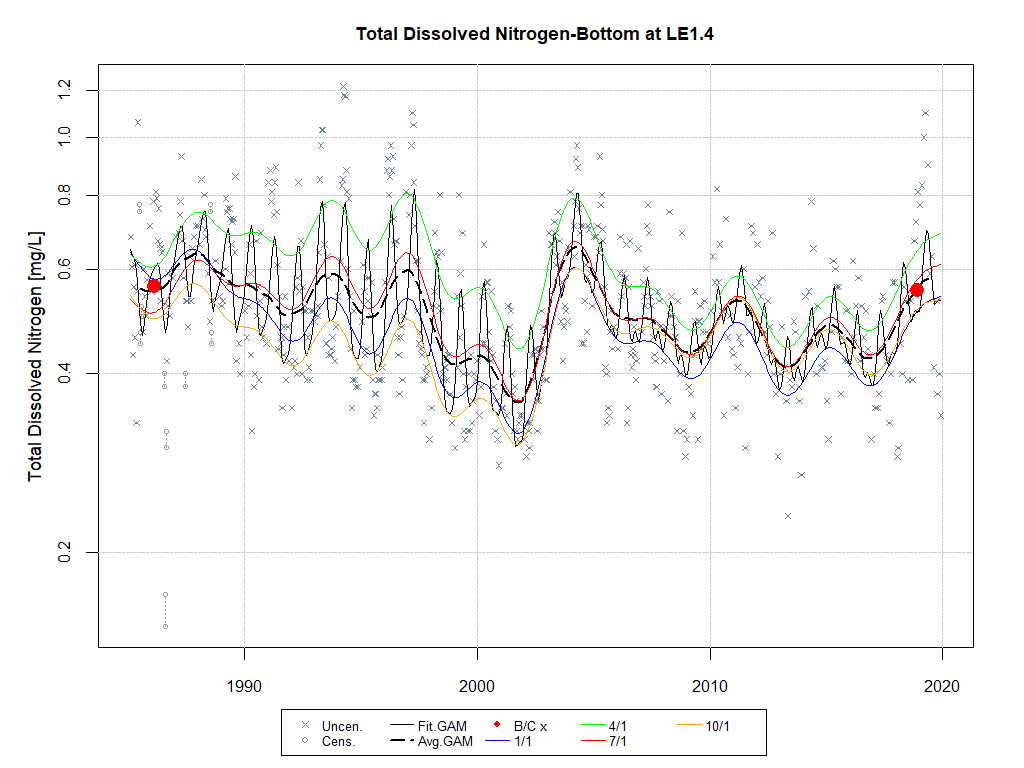 Total Dissolved Nitrogen-Bottom at LE1.4
Total Dissolved Nitrogen [mg/L]
1.2
1.0
0.8
0.6
0.4
0.2
1990 2000 2010 2020
Uncen. Fit.GAM B/C x 4/1 10/1
Cens. Avg.GAM 1/1 7/1